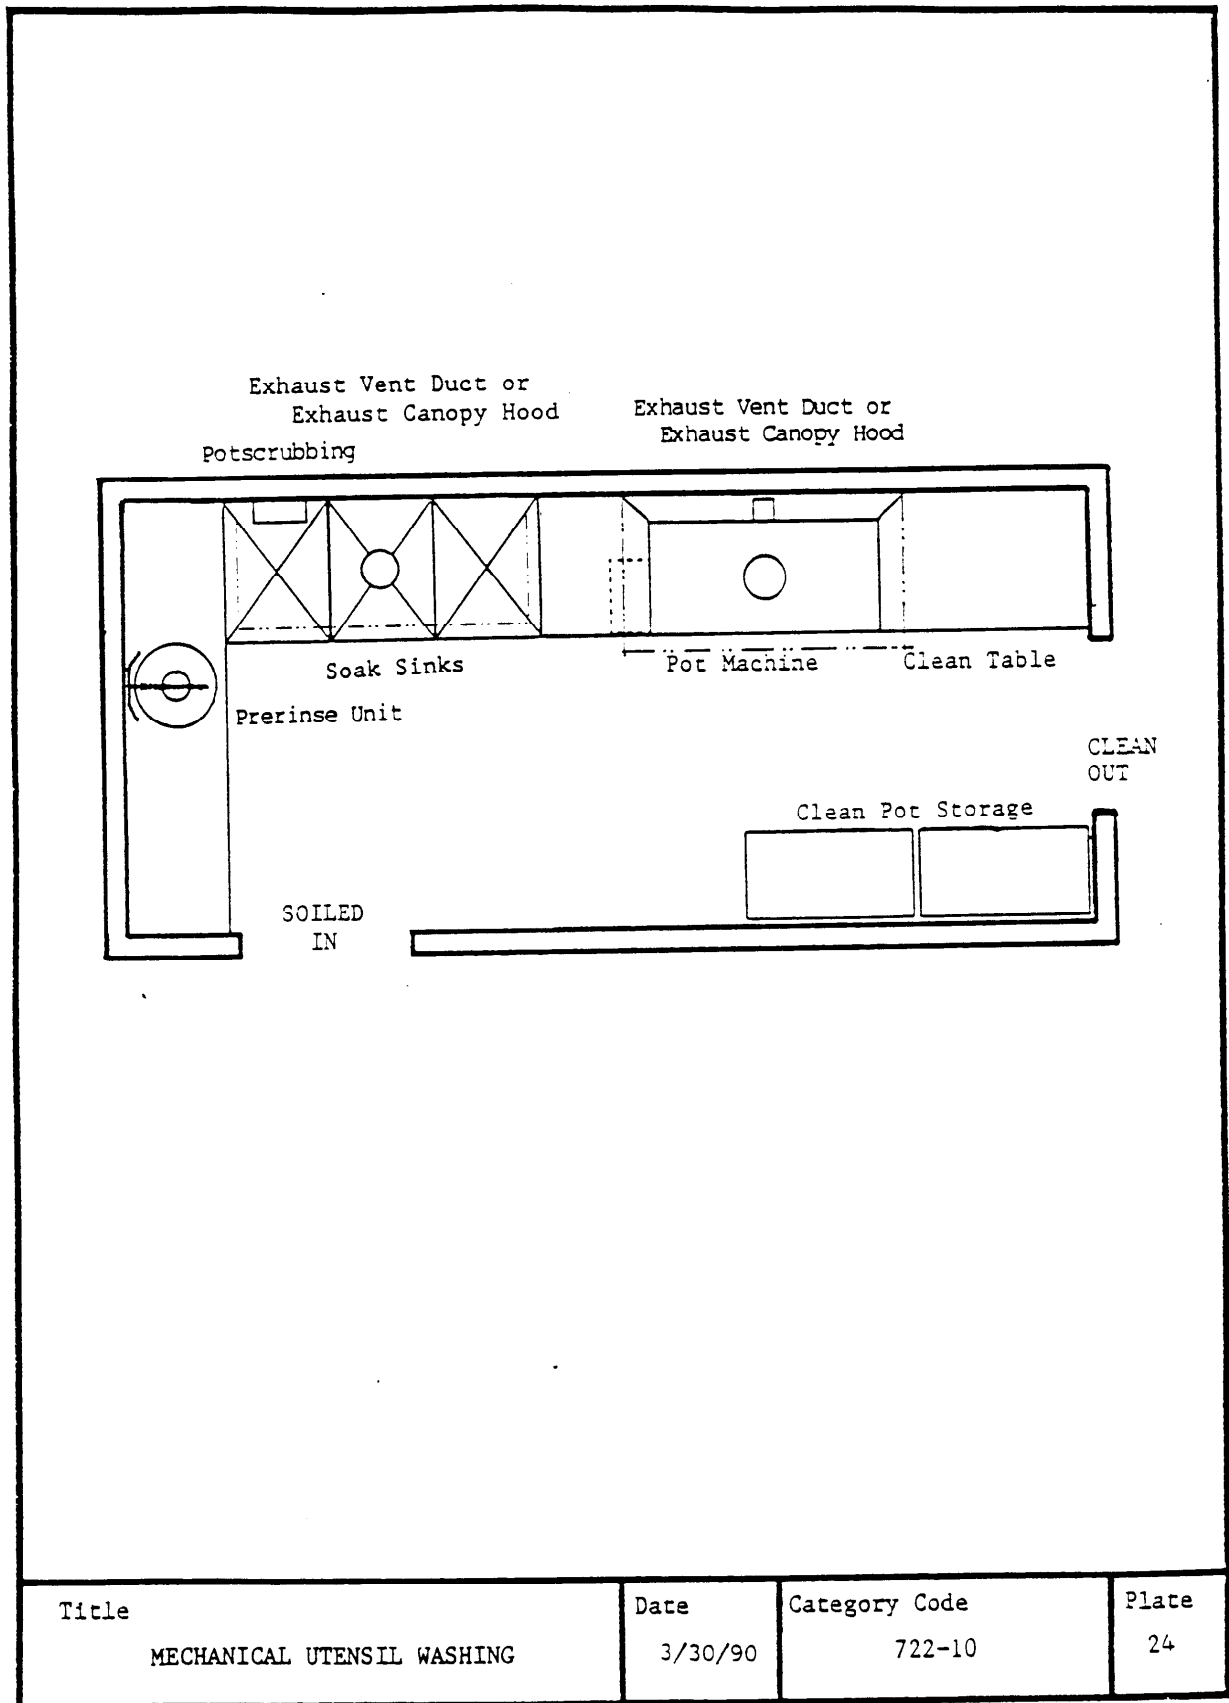 Exhaust Vent Duct or
Exhaust Canopy Hood
Exhaust Vent Duct or
Exhaust Canopy Hood
Potscrubbing
Soak Sinks
Pot Machine
Clean Table
Prerinse Unit
CLEAN
OUT
Clean Pot Storage
SOILED
IN
Title
MECHANICAL UTENSIL WASHING
Date
3/30/90
Category Code
722-10
Plate
24